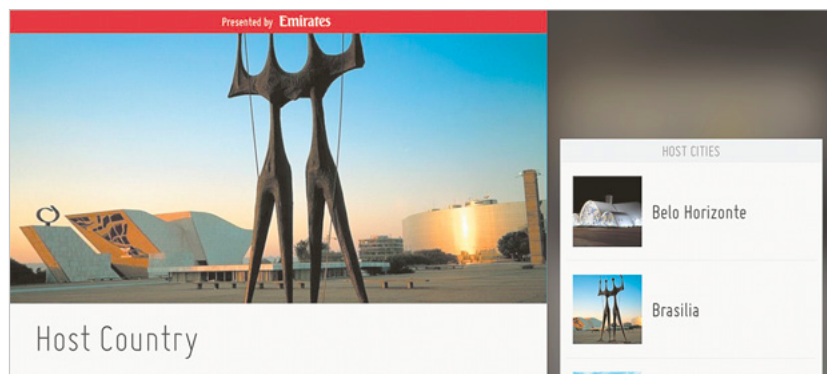 Presented by Emirates
HOST CITIES
Belo Horizonte
Brasilia
Host Country